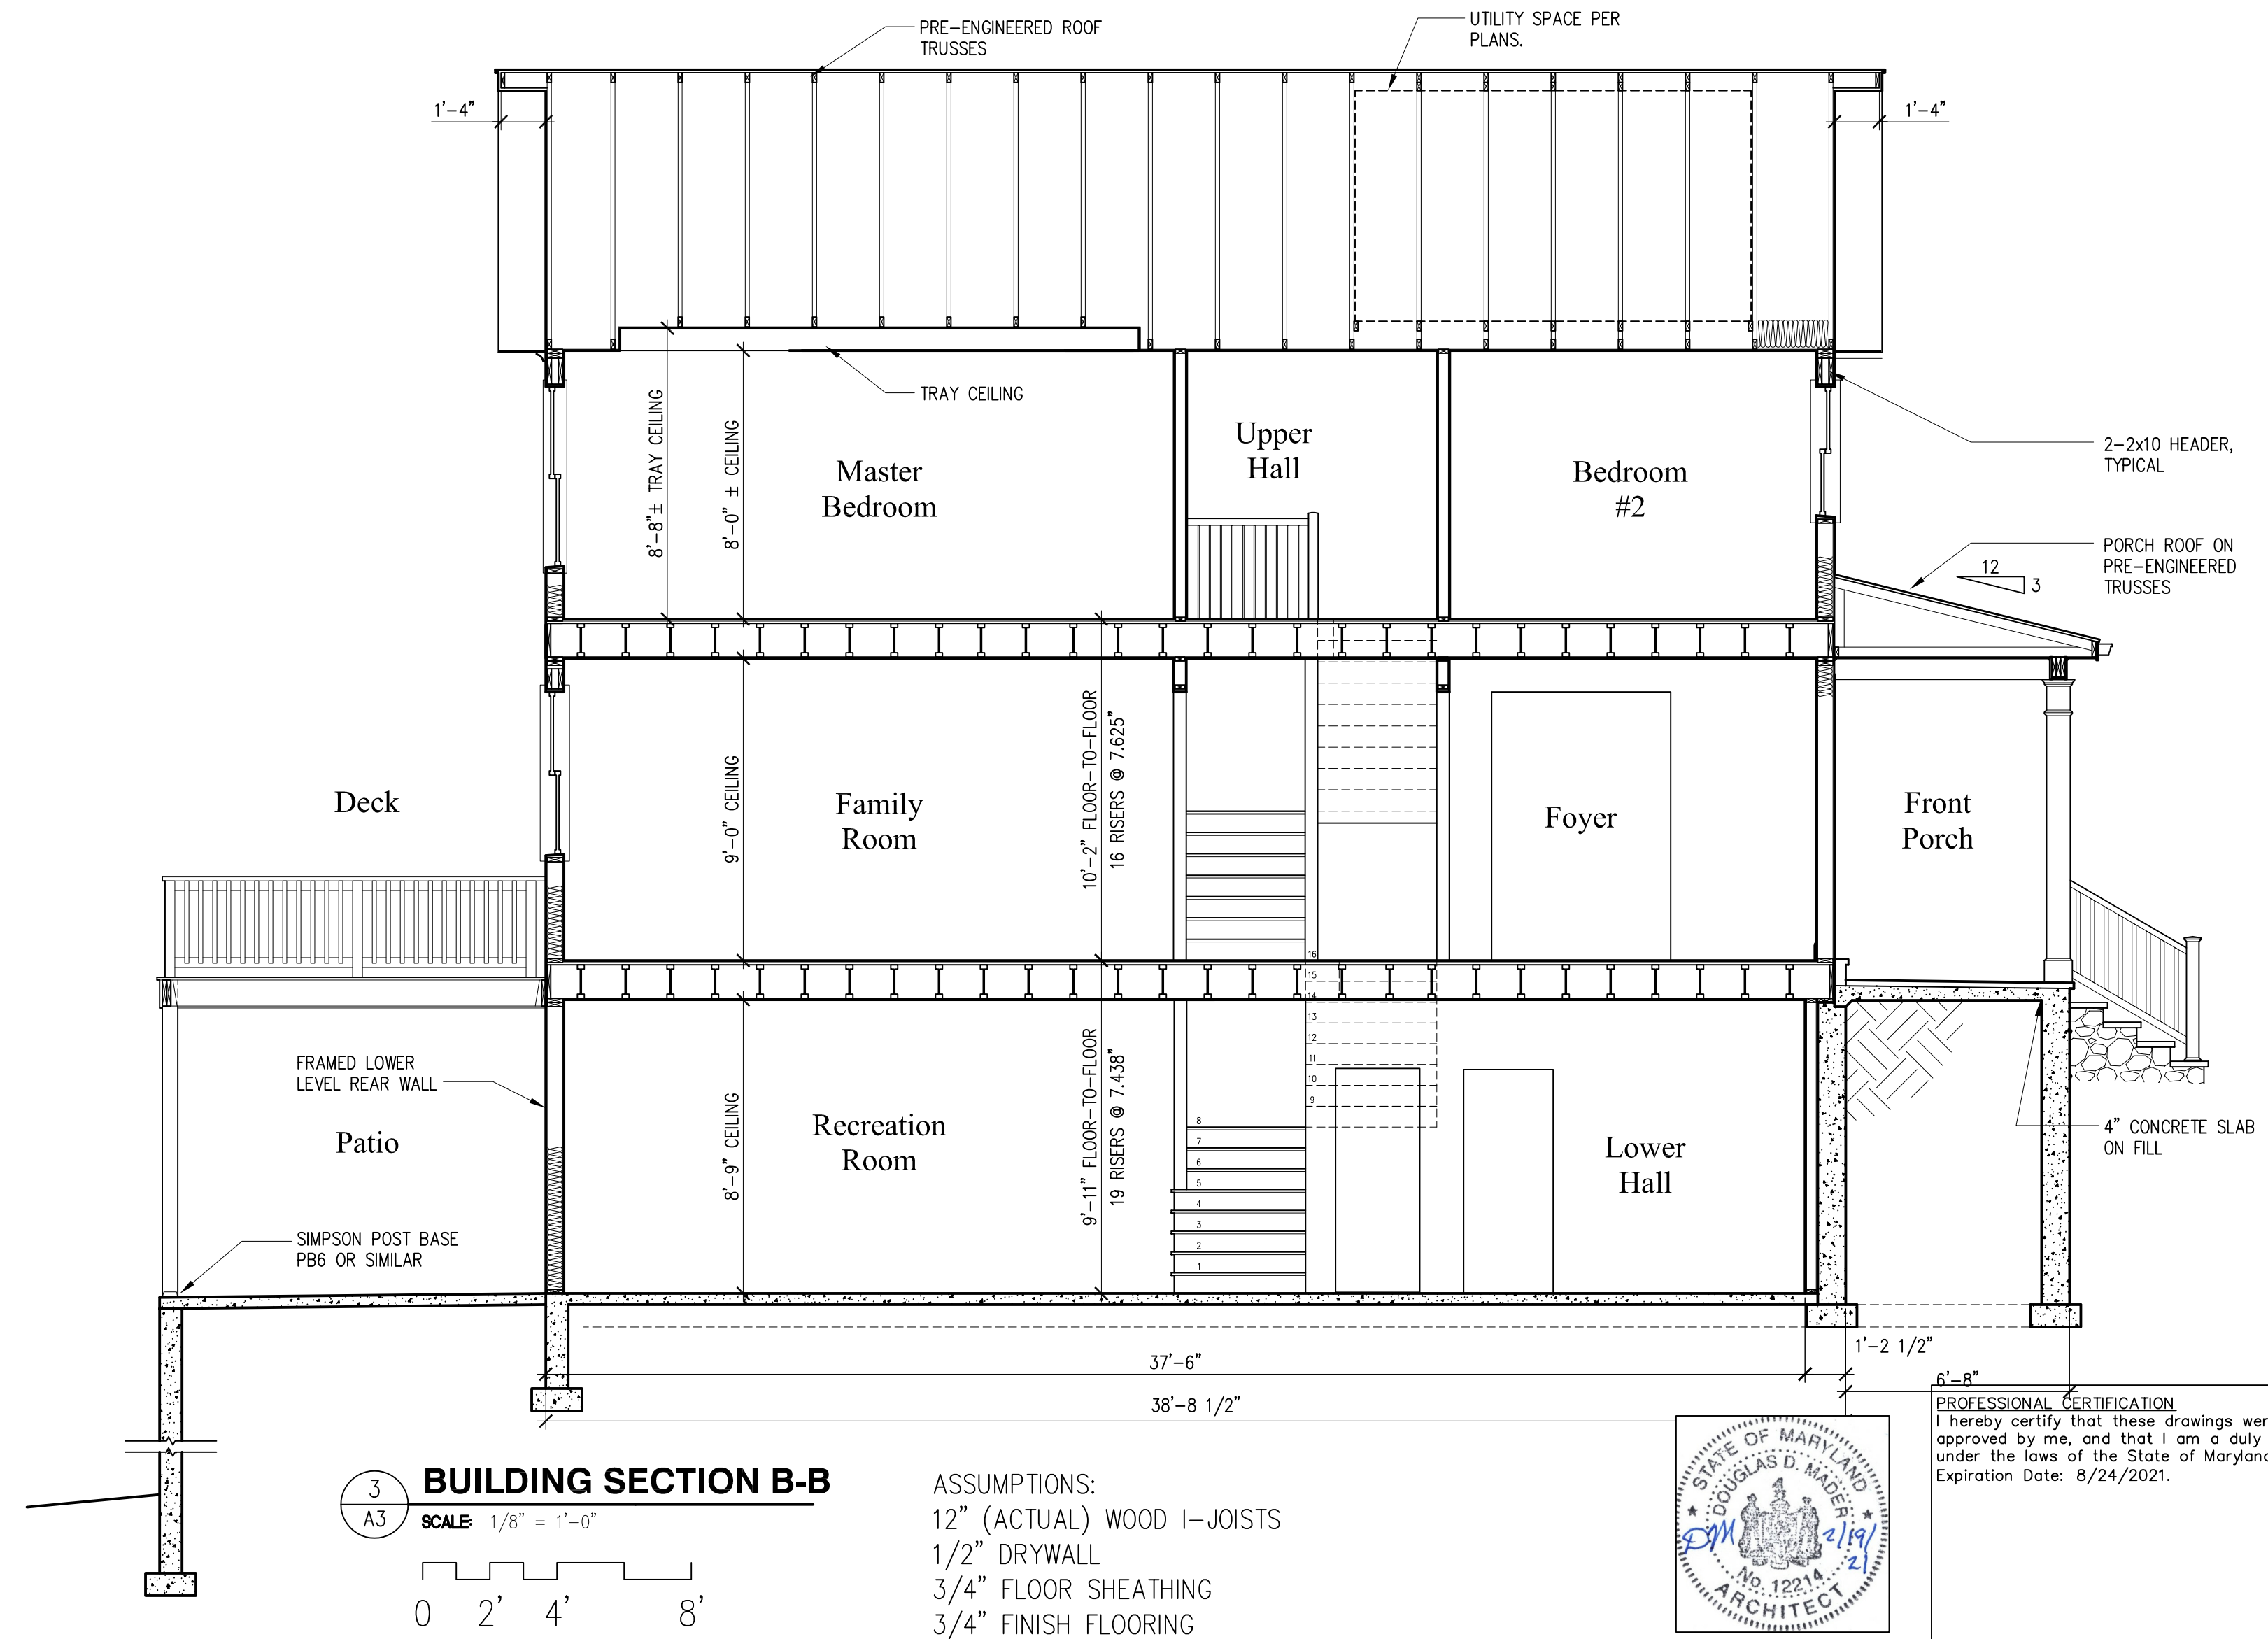 PRE-ENGINEERED ROOF
TRUSSES
UTILITY SPACE PER
PLANS.
1'-4"
1'-4"
TRAY CEILING
8'-8"± TRAY CEILING
8'-0" ± CEILING
Master
Bedroom
Upper
Hall
Bedroom
#2
2-2x10 HEADER,
TYPICAL
PORCH ROOF ON
PRE-ENGINEERED
TRUSSES
12
3
Deck
9'-0" CEILING
Family
Room
10'-2" FLOOR-TO-FLOOR
16 RISERS @ 7.625"
Foyer
Front
Porch
16
15
14
13
12
11
10
9
8
7
6
5
4
3
2
1
FRAMED LOWER
LEVEL REAR WALL
Patio
8'-9" CEILING
Recreation
Room
9'-11" FLOOR-TO-FLOOR
19 RISERS @ 7.438"
Lower
Hall
4" CONCRETE SLAB
ON FILL
SIMPSON POST BASE
PB6 OR SIMILAR
1'-2 1/2"
37'-6"
6'-8"
38'-8 1/2"
PROFESSIONAL CERTIFICATION
I hereby certify that these drawings wer
approved by me, and that I am a duly
under the laws of the State of Maryland
Expiration Date: 8/24/2021.
3
A3
BUILDING SECTION B-B
SCALE: 1/8" = 1'-0"
0 2' 4' 8'
ASSUMPTIONS:
12" (ACTUAL) WOOD I-JOISTS
1/2" DRYWALL
3/4" FLOOR SHEATHING
3/4" FINISH FLOORING
STATE OF MARYLAND
DOUGLAS D. MADER
DM 2/19/
21
No. 12214
ARCHITECT